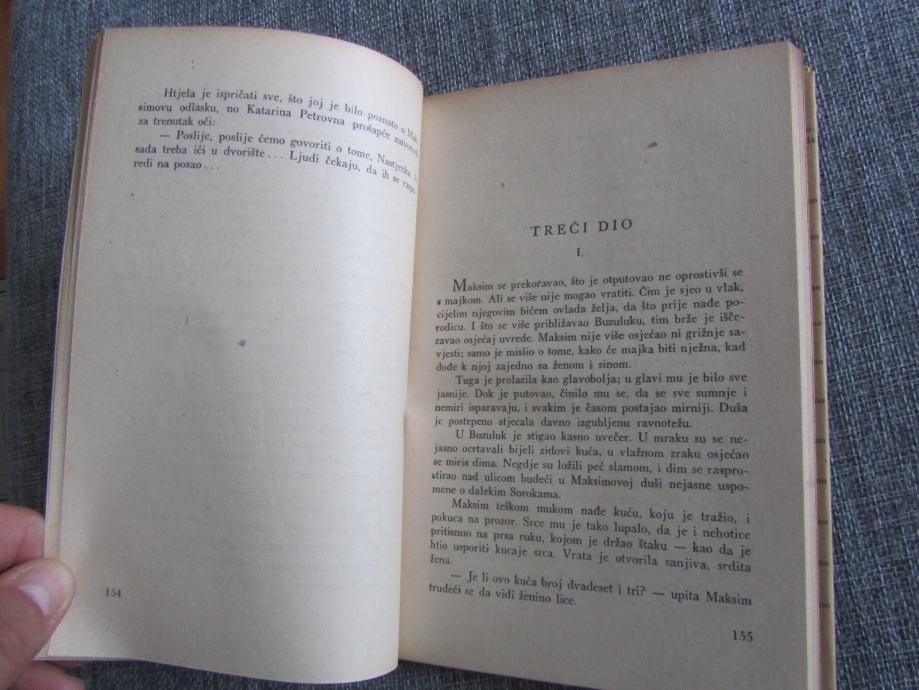 Htjela je ispričati sve, što joj je bilo poznato o Mak
simovu odlasku, no Katarina Petrovna prošapće zatvorivši
za trenutak oči:
— Poslije, poslije ćemo govoriti o tome, Nastjenka.
sada treba ići u dvorište . . . Ljudi čekaju, da ih se raspo-
redi na posao . . .
154
TREĆI DIO
I.
Maksim se prekoravao, što je otputovao ne oprostivši se
s majkom. Ali se više nije mogao vratiti. Čim je sjeo u vlak,
cijelim njegovim bićem ovlada želja, da što prije nađe po-
rodicu. I što se više približavao Buzuluku, tim brže je išče-
zavao osjećaj uvrede. Maksim nije više osjećao ni grižnje sa-
vjesti; samo je mislio o tome, kako će majka biti nježna, kad
dođe k njoj zajedno sa ženom i sinom.
Tuga je prolazila kao glavobolja; u glavi mu je bilo sve
jasnije. Dok je putovao, činilo mu se, da se sve sumnje i
nemiri isparavaju, i svakim je časom postajao mirniji. Duša
je postepeno stjecala davno izgubljenu ravnotežu.
U Buzuluk je stigao kasno uvečer. U mraku su se ne-
jasno ocrtavali bijeli zidovi kuća, u vlažnom zraku osjećao
se miris dima. Negdje su ložili peć slamom, i dim se raspro-
stirao nad ulicom budeći u Maksimovoj duši nejasne uspo-
mene o dalekim Sorokama.
Maksim teškom mukom nađe kuću, koju je tražio, i
pokuca na prozor. Srce mu je tako lupalo, da je i nehotice
pritisnuo na prsa ruku, kojom je držao štaku — kao da je
htio usporiti kucaje srca. Vrata je otvorila sanjiva, srdita
žena.
— Je li ovo kuća broj dvadeset i tri? — upita Maksim
trudeći se da vidi ženino lice.
155